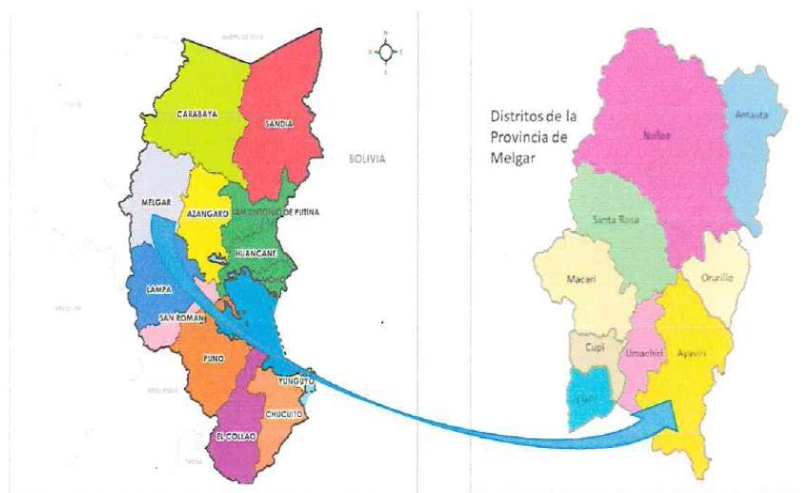 N
E
S
CARABAYA
SANDIA
BOLIVIA
MELGAR
AZANGARO
SAN ANTONIO DE PUTINA
HUANCANE
LAMPA
SAN ROMAN
PUNO
YUNGUYO
CHUCUITO
EL COLLAO
Distritos de la
Provincia de
Melgar
Nuñoa
Antauta
Santa Rosa
Macari
Orurillo
Cupi
Umachiri
Ayaviri